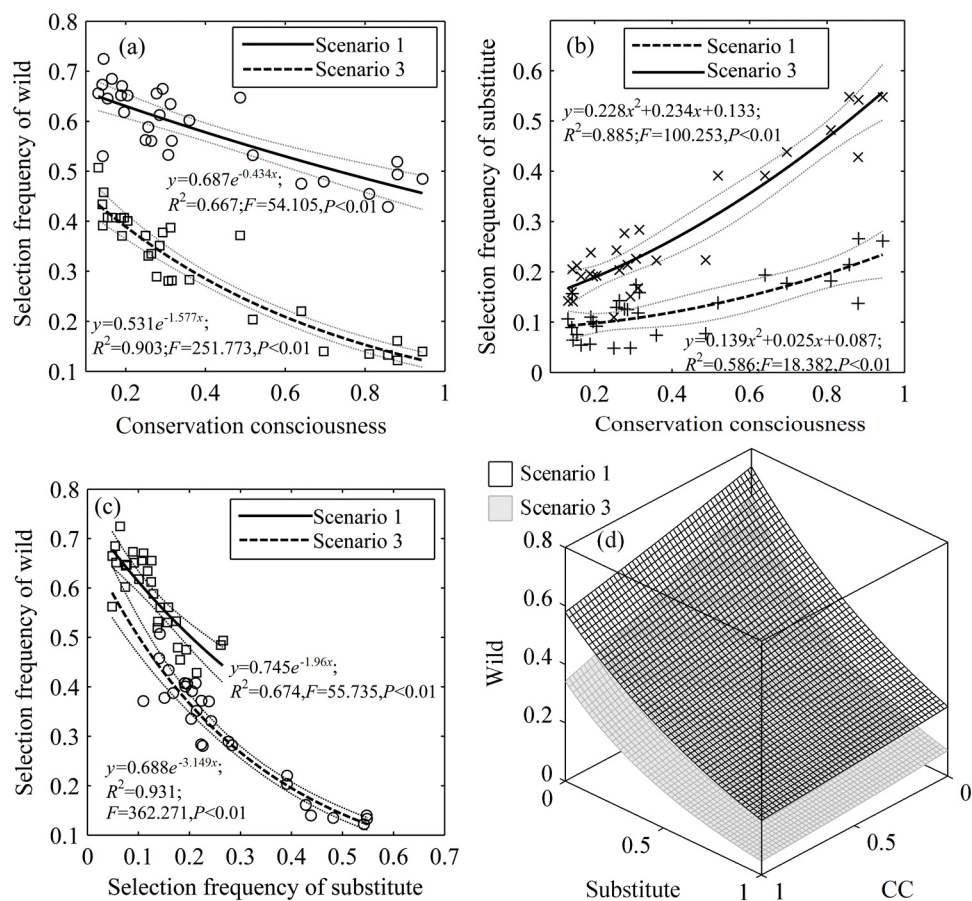 (a)
Scenario 1
Scenario 3
Selection frequency of wild
0.8
0.7
0.6
0.5
0.4
0.3
0.2
0.1
y=0.687e^-0.434x;
R²=0.667;F=54.105,P<0.01
y=0.531e^-1.577x;
R²=0.903;F=251.773,P<0.01
0.2 0.4 0.6 0.8 1
Conservation consciousness
(b)
Scenario 1
Scenario 3
Selection frequency of substitute
0.6
0.5
0.4
0.3
0.2
0.1
0
y=0.228x²+0.234x+0.133;
R²=0.885;F=100.253,P<0.01
y=0.139x²+0.025x+0.087;
R²=0.586;F=18.382,P<0.01
0.2 0.4 0.6 0.8 1
Conservation consciousness
(c)
Scenario 1
Scenario 3
Selection frequency of wild
0.8
0.7
0.6
0.5
0.4
0.3
0.2
0.1
y=0.745e^-1.96x;
R²=0.674,F=55.735,P<0.01
y=0.688e^-3.149x;
R²=0.931;
F=362.271,P<0.01
0 0.1 0.2 0.3 0.4 0.5 0.6 0.7
Selection frequency of substitute
Scenario 1
Scenario 3
(d)
Wild
0.8
0.6
0.4
0.2
0
0
0.5
1
Substitute
1
0.5
0
CC